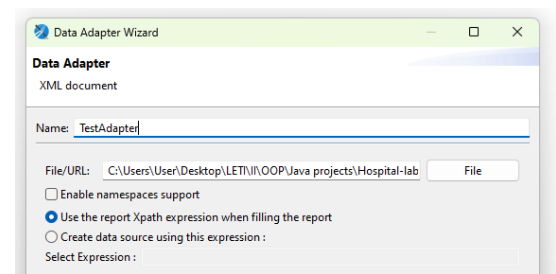 Data Adapter Wizard
Data Adapter
XML document
Name: TestAdapter
File/URL: C:\Users\User\Desktop\LETI\II\OOP\Java projects\Hospital-lab File
Enable namespaces support
Use the report Xpath expression when filling the report
Create data source using this expression :
Select Expression :